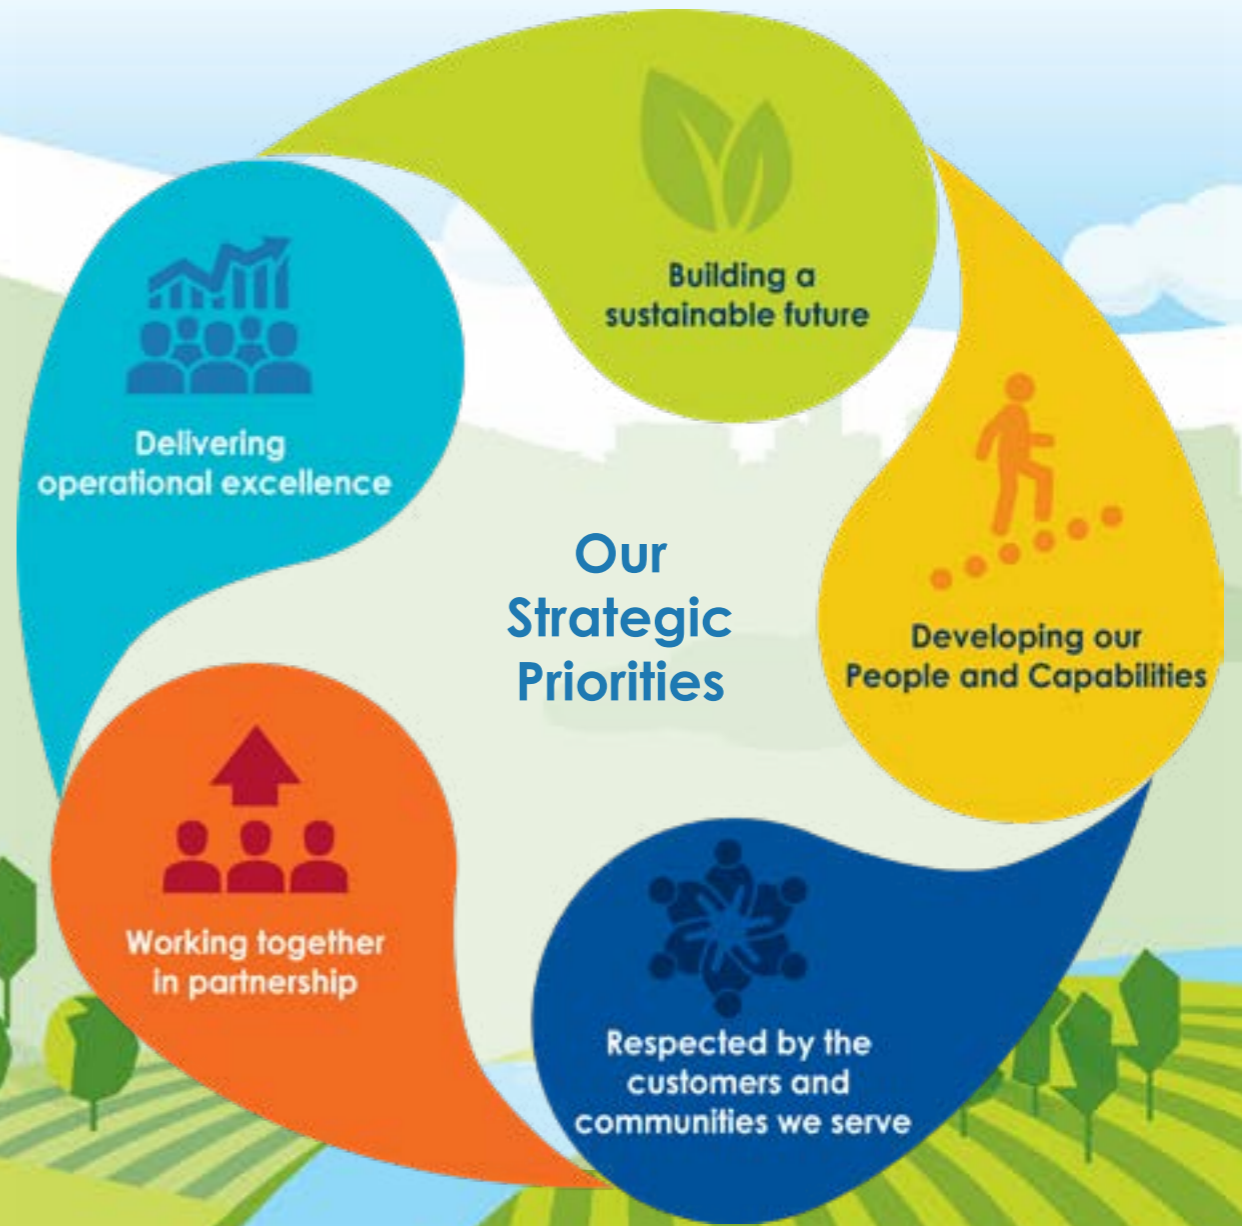 Building a
sustainable future
Delivering
operational excellence
Our
Strategic
Priorities
Developing our
People and Capabilities
Working together
in partnership
Respected by the
customers and
communities we serve